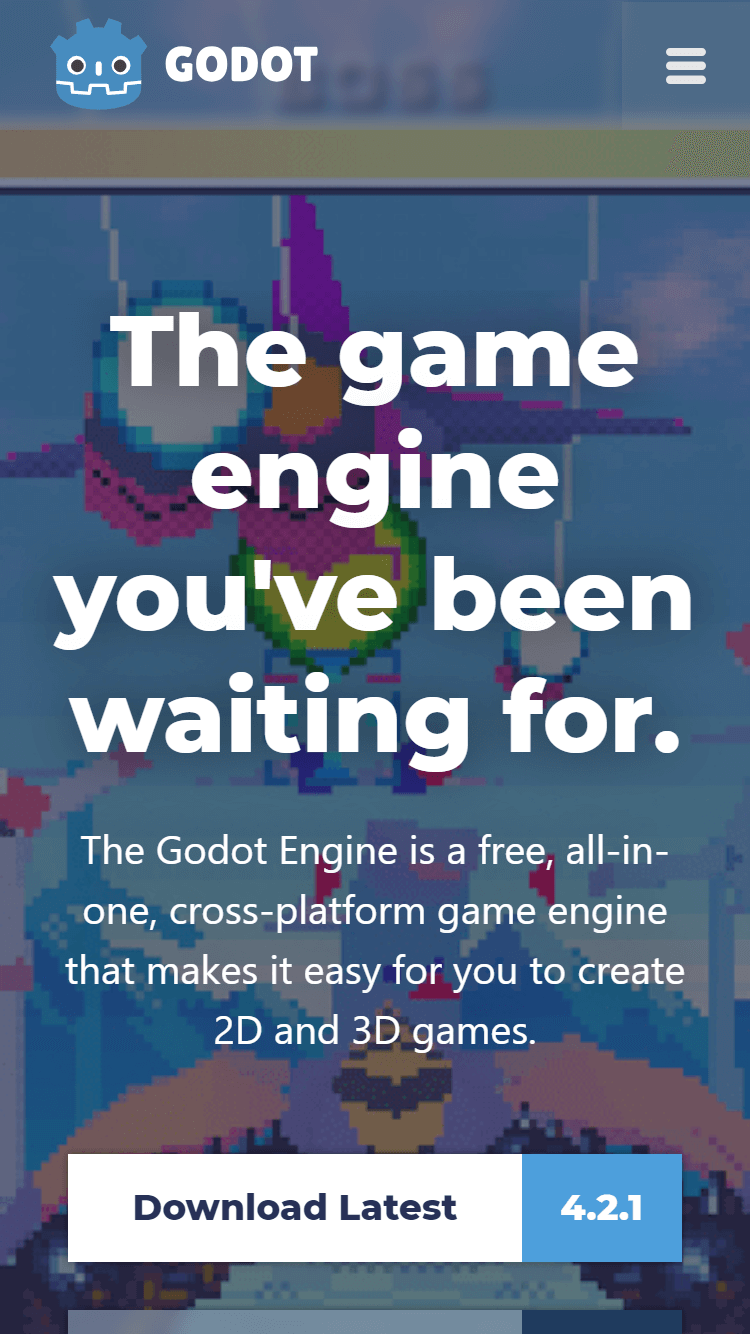 GODOT
BOSS
The game
engine
you've been
waiting for.
The Godot Engine is a free, all-in-
one, cross-platform game engine
that makes it easy for you to create
2D and 3D games.
Download Latest 4.2.1